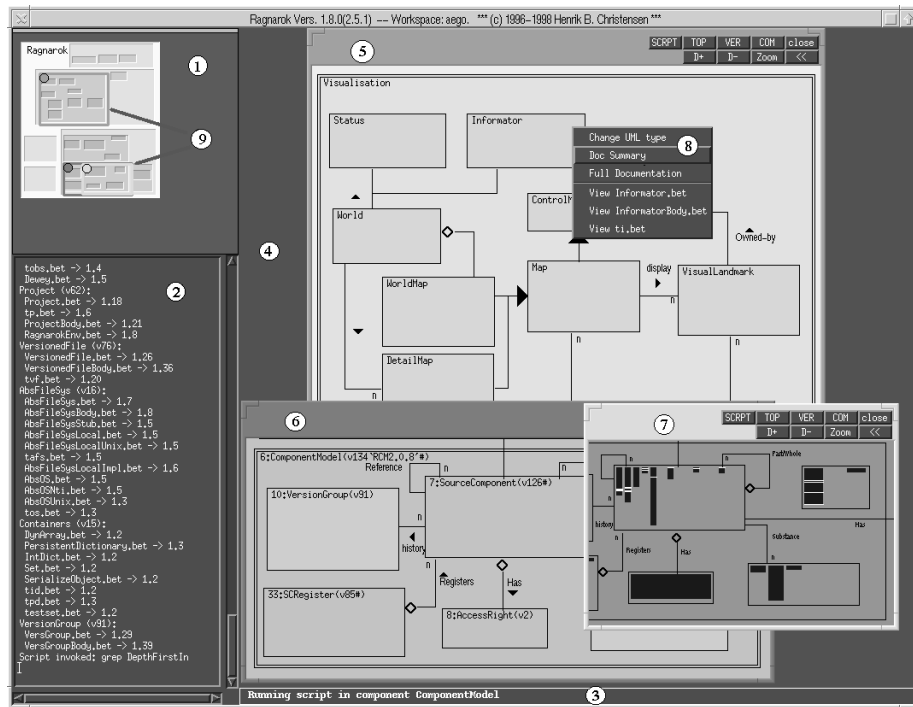 Ragnarok Vers. 1.8.0(2.5.1) -- Workspace: aego. *** (c) 1996-1998 Henrik B. Christensen ***
Ragnarok
1
9
2
tobs.bet -> 1.4
Dewey.bet -> 1.5
Project (v62):
Project.bet -> 1.18
tp.bet -> 1.6
ProjectBody.bet -> 1.21
RagnarokEnv.bet -> 1.8
VersionedFile (v76):
VersionedFile.bet -> 1.26
VersionedFileBody.bet -> 1.36
tvf.bet -> 1.20
AbsFileSys (v16):
AbsFileSys.bet -> 1.7
AbsFileSysBody.bet -> 1.8
AbsFileSysStub.bet -> 1.5
AbsFileSysLocal.bet -> 1.5
AbsFileSysLocalUnix.bet -> 1.5
tafs.bet -> 1.5
AbsFileSysLocalImpl.bet -> 1.6
AbsOS.bet -> 1.5
AbsOSNti.bet -> 1.5
AbsOSUnix.bet -> 1.3
tos.bet -> 1.3
Containers (v15):
DynArray.bet -> 1.2
PersistentDictionary.bet -> 1.3
IntDict.bet -> 1.2
Set.bet -> 1.2
SerializeObject.bet -> 1.2
tid.bet -> 1.2
tpd.bet -> 1.3
testset.bet -> 1.2
VersionGroup (v91):
VersGroup.bet -> 1.29
VersGroupBody.bet -> 1.39
Script invoked: grep DepthFirstIn
4
5
SCRPT TOP VER COM close
D+ D- Zoom <<
Visualisation
Status
Informator
Change UML type
8
Doc Summary
Full Documentation
View Informator.bet
View InformatorBody.bet
View ti.bet
World
ControlM
Owned-by
WorldMap
Map
display
VisualLandmark
n
n
n
DetailMap
n
6
6:ComponentModel(v134'RCM2.0.8'#)
Reference
n
n
7:SourceComponent(v126#)
10:VersionGroup(v91)
n
history
n
Registers
Has
33:SCRegister(v85#)
8:AccessRight(v2)
7
SCRPT TOP VER COM close
D+ D- Zoom <<
n
n
Part/Whole
n
history
n
Registers
Has
n
Substance
Has
Running script in component ComponentModel
3